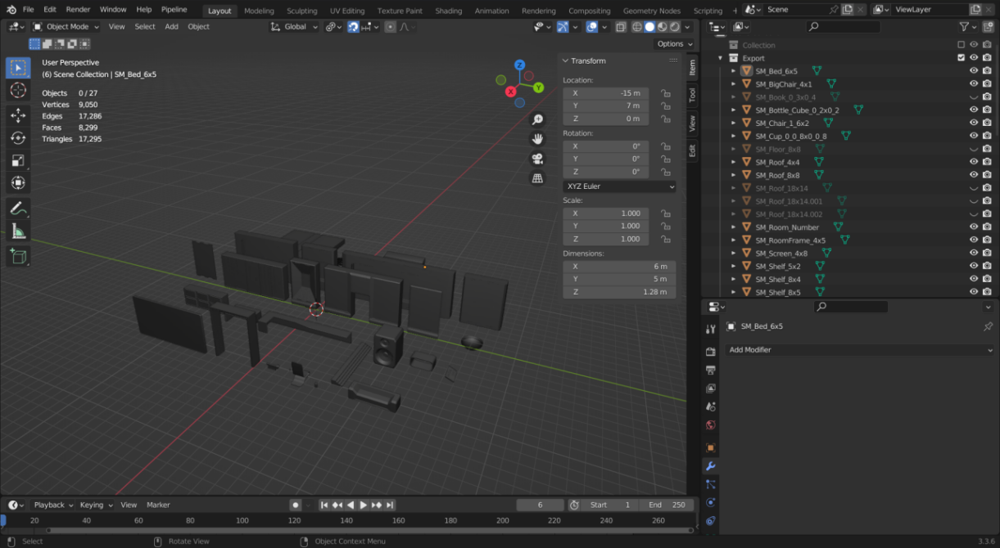 File Edit Render Window Help Pipeline Layout Modeling Sculpting UV Editing Texture Paint Shading Animation Rendering Compositing Geometry Nodes Scripting + Scene ViewLayer
Object Mode View Select Add Object Global
Options
User Perspective
(6) Scene Collection | SM_Bed_6x5
Objects 0 / 27
Vertices 9,050
Edges 17,286
Faces 8,299
Triangles 17,295
Z
Y
X
Transform
Location:
X -15 m
Y 7 m
Z 0 m
Rotation:
X 0°
Y 0°
Z 0°
XYZ Euler
Scale:
X 1.000
Y 1.000
Z 1.000
Dimensions:
X 6 m
Y 5 m
Z 1.28 m
Item
Tool
View
Edit
Collection
Export
SM_Bed_6x5
SM_BigChair_4x1
SM_Book_0_3x0_4
SM_Bottle_Cube_0_2x0_2
SM_Chair_1_6x2
SM_Cup_0_0_8x0_0_8
SM_Floor_8x8
SM_Roof_4x4
SM_Roof_8x8
SM_Roof_18x14
SM_Roof_18x14.001
SM_Roof_18x14.002
SM_Room_Number
SM_RoomFrame_4x5
SM_Screen_4x8
SM_Shelf_5x2
SM_Shelf_8x4
SM_Shelf_8x5
SM_Bed_6x5
Add Modifier
Playback Keying View Marker 6 Start 1 End 250
20 40 60 80 100 120 140 160 180 200 220 240 260
Select Rotate View Object Context Menu 3.3.6